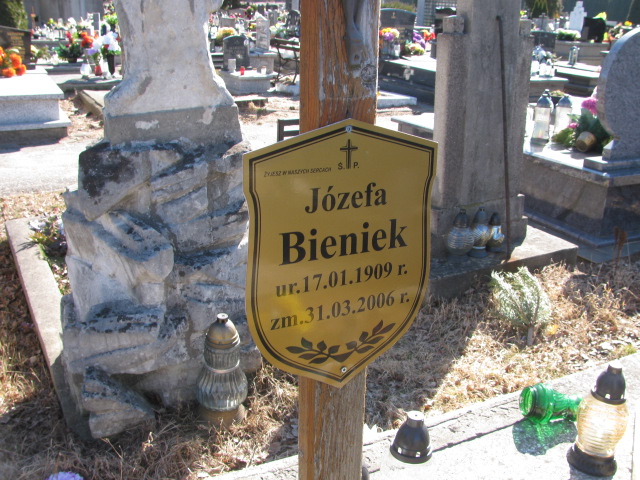 ŻYJESZ W NASZYCH SERCACH Ś. P.
Józefa
Bieniek
ur.17.01.1909 r.
zm.31.03.2006 r.